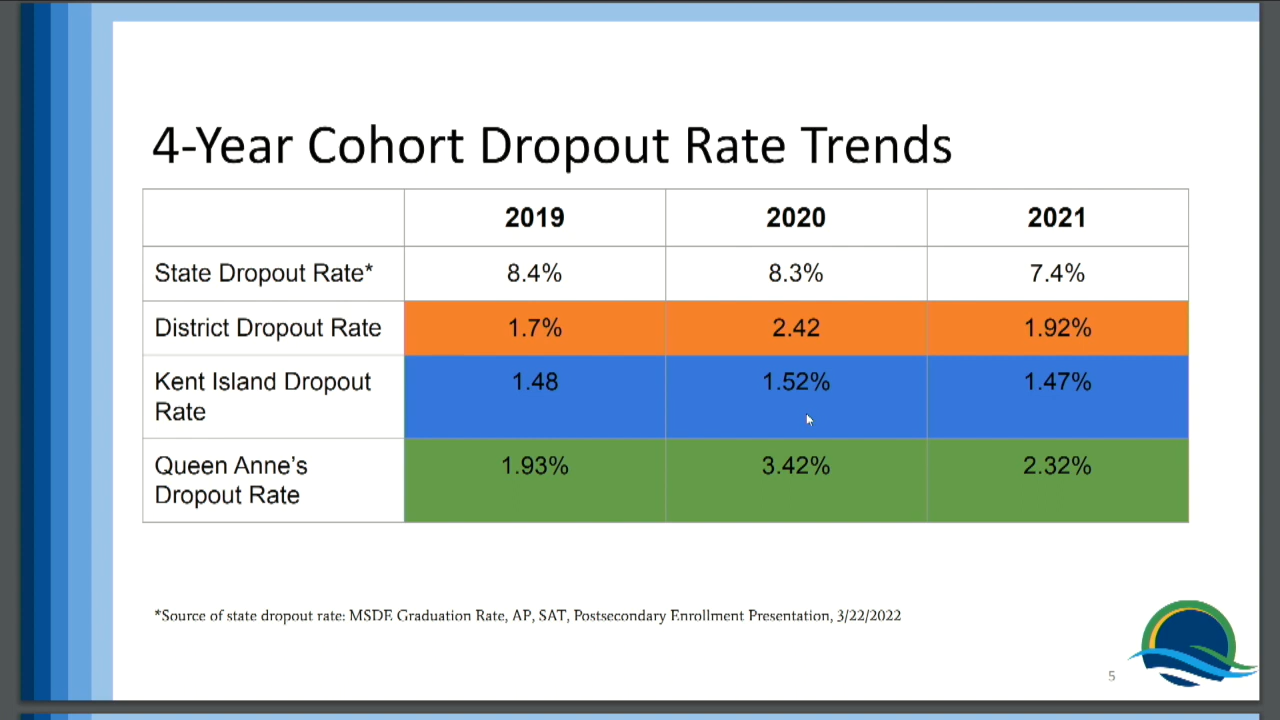 4-Year Cohort Dropout Rate Trends
2019 2020 2021
State Dropout Rate* 8.4% 8.3% 7.4%
District Dropout Rate 1.7% 2.42 1.92%
Kent Island Dropout 1.48 1.52% 1.47%
Rate
Queen Anne’s 1.93% 3.42% 2.32%
Dropout Rate
*Source of state dropout rate: MSDE Graduation Rate, AP, SAT, Postsecondary Enrollment Presentation, 3/22/2022
5